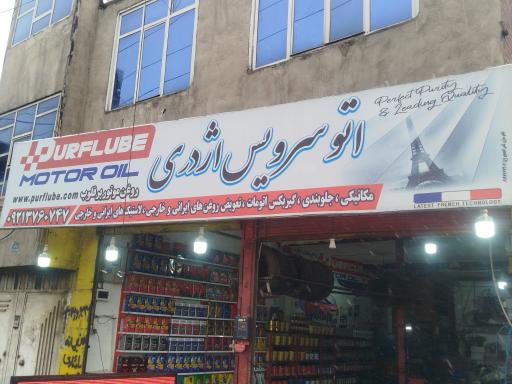 PURFLUBE
MOTOR OIL
روغن موتور پرفلوب
www.purflube.com
۰۹۲۱۳۷۶۰۷۴۷
اتو سرویس اژدری
Perfect Purity
& Leading Quality
مکانیکی ، جلوبندی ، گیربکس اتومات ، تعویض روغن های ایرانی و خارجی ، لاستیک های ایرانی و خارجی
LATEST FRENCH TECHNOLOGY